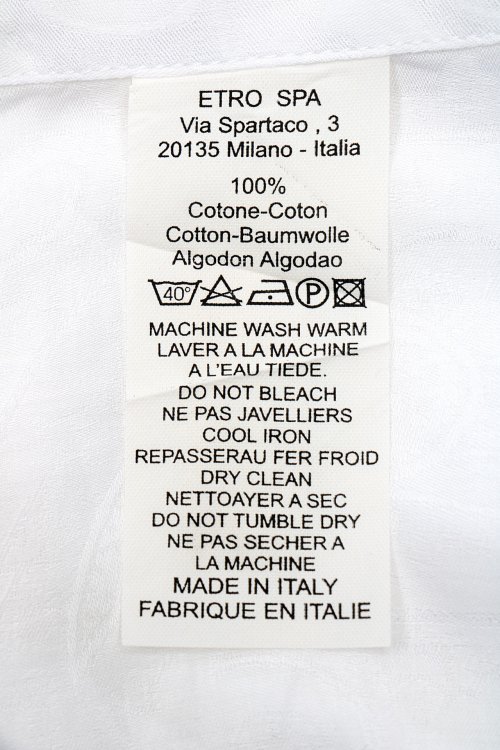 ETRO SPA
Via Spartaco , 3
20135 Milano - Italia
100%
Cotone-Coton
Cotton-Baumwolle
Algodon Algodao
40° P
MACHINE WASH WARM
LAVER A LA MACHINE
A L'EAU TIEDE.
DO NOT BLEACH
NE PAS JAVELLIERS
COOL IRON
REPASSERAU FER FROID
DRY CLEAN
NETTOAYER A SEC
DO NOT TUMBLE DRY
NE PAS SECHER A
LA MACHINE
MADE IN ITALY
FABRIQUE EN ITALIE